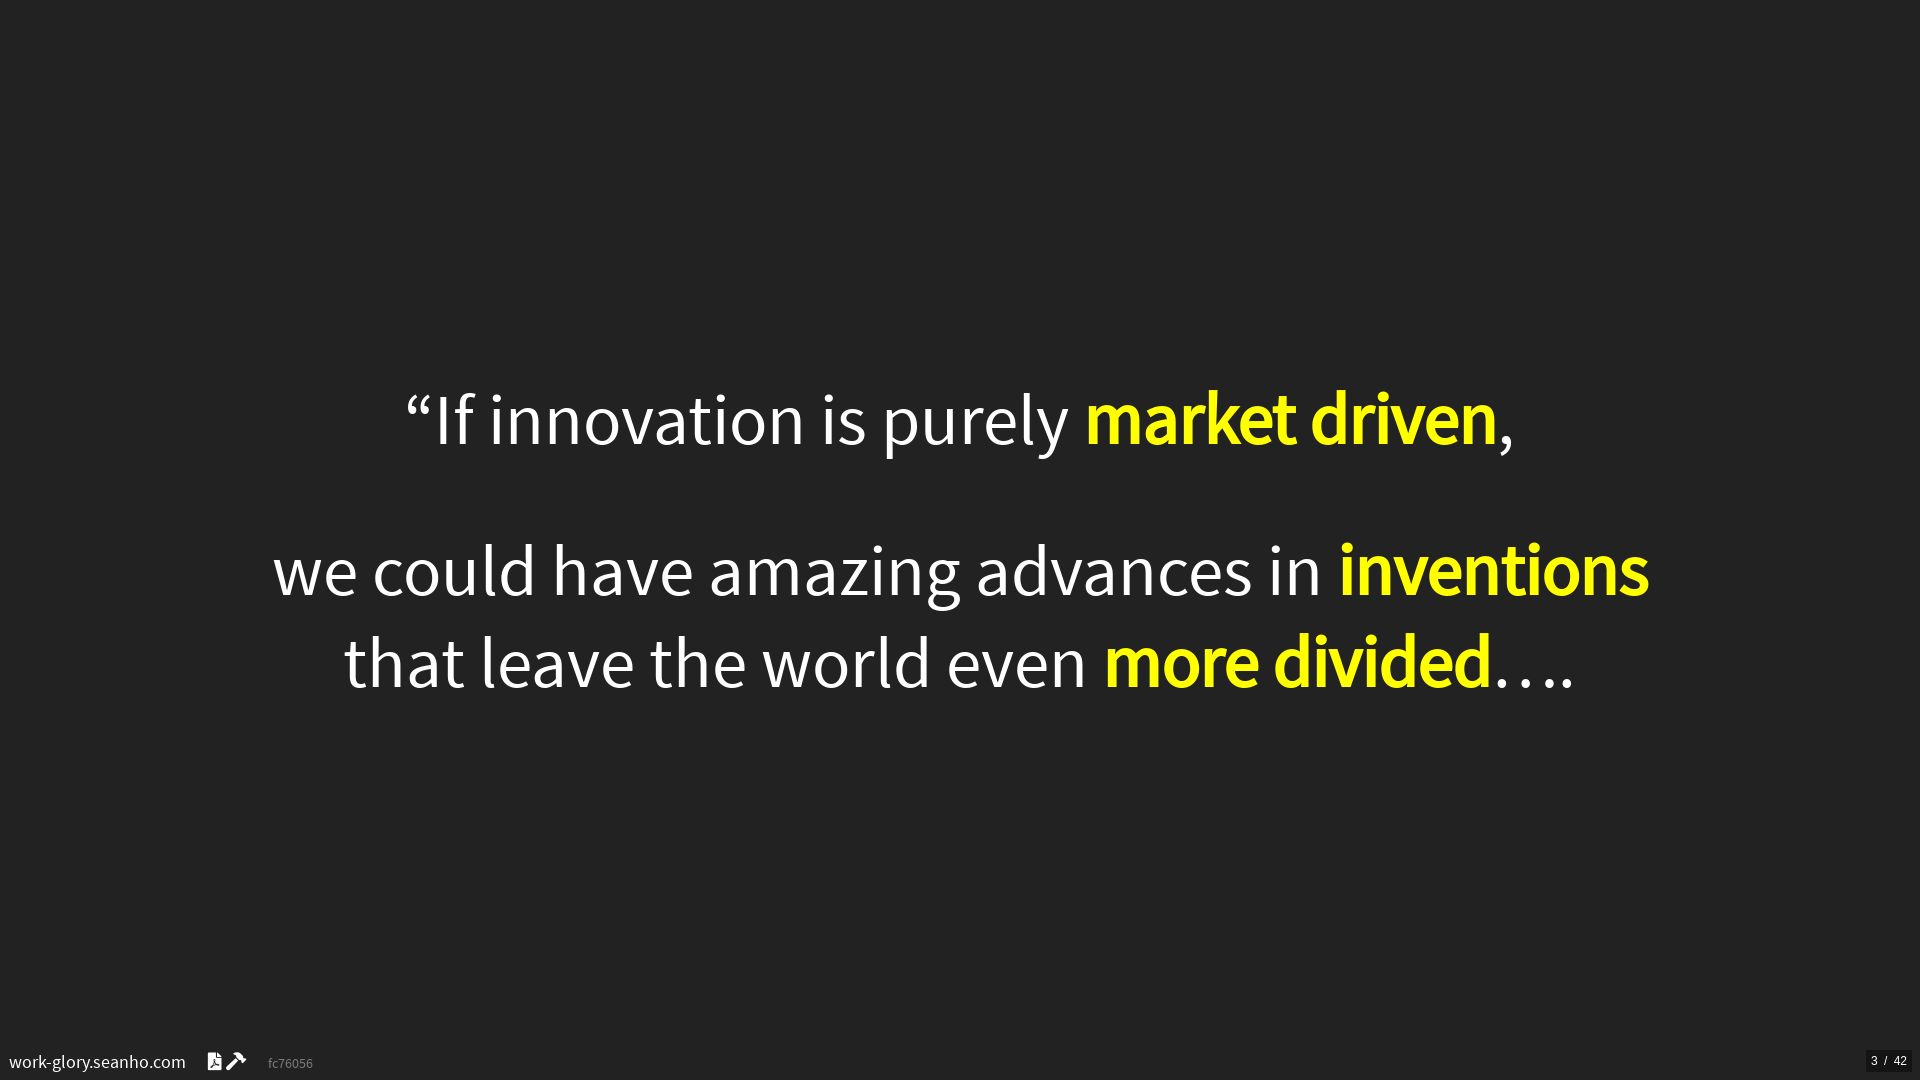 “If innovation is purely market driven,
we could have amazing advances in inventions
that leave the world even more divided….
work-glory.seanho.com
fc76056
3 / 42